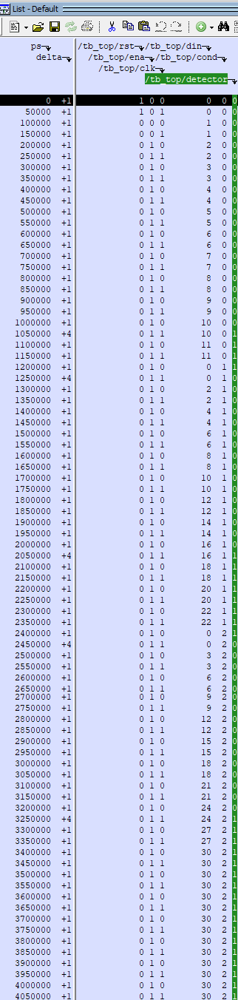 List - Default
ps /tb_top/rst /tb_top/din
delta /tb_top/ena /tb_top/cond
/tb_top/clk
/tb_top/detector
0 +1 1 0 0 0 0 0
50000 +1 1 0 1 0 0 0
100000 +1 0 0 0 1 0 0
150000 +1 0 0 1 1 0 0
200000 +1 0 1 0 2 0 0
250000 +1 0 1 1 2 0 0
300000 +1 0 1 0 3 0 0
350000 +1 0 1 1 3 0 0
400000 +1 0 1 0 4 0 0
450000 +1 0 1 1 4 0 0
500000 +1 0 1 0 5 0 0
550000 +1 0 1 1 5 0 0
600000 +1 0 1 0 6 0 0
650000 +1 0 1 1 6 0 0
700000 +1 0 1 0 7 0 0
750000 +1 0 1 1 7 0 0
800000 +1 0 1 0 8 0 0
850000 +1 0 1 1 8 0 0
900000 +1 0 1 0 9 0 0
950000 +1 0 1 1 9 0 0
1000000 +1 0 1 0 10 0 0
1050000 +4 0 1 1 10 0 1
1100000 +1 0 1 0 11 0 1
1150000 +1 0 1 1 11 0 1
1200000 +1 0 1 0 0 1 1
1250000 +4 0 1 1 0 1 0
1300000 +1 0 1 0 2 1 0
1350000 +1 0 1 1 2 1 0
1400000 +1 0 1 0 4 1 0
1450000 +1 0 1 1 4 1 0
1500000 +1 0 1 0 6 1 0
1550000 +1 0 1 1 6 1 0
1600000 +1 0 1 0 8 1 0
1650000 +1 0 1 1 8 1 0
1700000 +1 0 1 0 10 1 0
1750000 +1 0 1 1 10 1 0
1800000 +1 0 1 0 12 1 0
1850000 +1 0 1 1 12 1 0
1900000 +1 0 1 0 14 1 0
1950000 +1 0 1 1 14 1 0
2000000 +1 0 1 0 16 1 0
2050000 +4 0 1 1 16 1 1
2100000 +1 0 1 0 18 1 1
2150000 +1 0 1 1 18 1 1
2200000 +1 0 1 0 20 1 1
2250000 +1 0 1 1 20 1 1
2300000 +1 0 1 0 22 1 1
2350000 +1 0 1 1 22 1 1
2400000 +1 0 1 0 0 2 1
2450000 +4 0 1 1 0 2 0
2500000 +1 0 1 0 3 2 0
2550000 +1 0 1 1 3 2 0
2600000 +1 0 1 0 6 2 0
2650000 +1 0 1 1 6 2 0
2700000 +1 0 1 0 9 2 0
2750000 +1 0 1 1 9 2 0
2800000 +1 0 1 0 12 2 0
2850000 +1 0 1 1 12 2 0
2900000 +1 0 1 0 15 2 0
2950000 +1 0 1 1 15 2 0
3000000 +1 0 1 0 18 2 0
3050000 +1 0 1 1 18 2 0
3100000 +1 0 1 0 21 2 0
3150000 +1 0 1 1 21 2 0
3200000 +1 0 1 0 24 2 0
3250000 +4 0 1 1 24 2 1
3300000 +1 0 1 0 27 2 1
3350000 +1 0 1 1 27 2 1
3400000 +1 0 1 0 30 2 1
3450000 +1 0 1 1 30 2 1
3500000 +1 0 1 0 30 2 1
3550000 +1 0 1 1 30 2 1
3600000 +1 0 1 0 30 2 1
3650000 +1 0 1 1 30 2 1
3700000 +1 0 1 0 30 2 1
3750000 +1 0 1 1 30 2 1
3800000 +1 0 1 0 30 2 1
3850000 +1 0 1 1 30 2 1
3900000 +1 0 1 0 30 2 1
3950000 +1 0 1 1 30 2 1
4000000 +1 0 1 0 30 2 1
4050000 +1 0 1 1 30 2 1